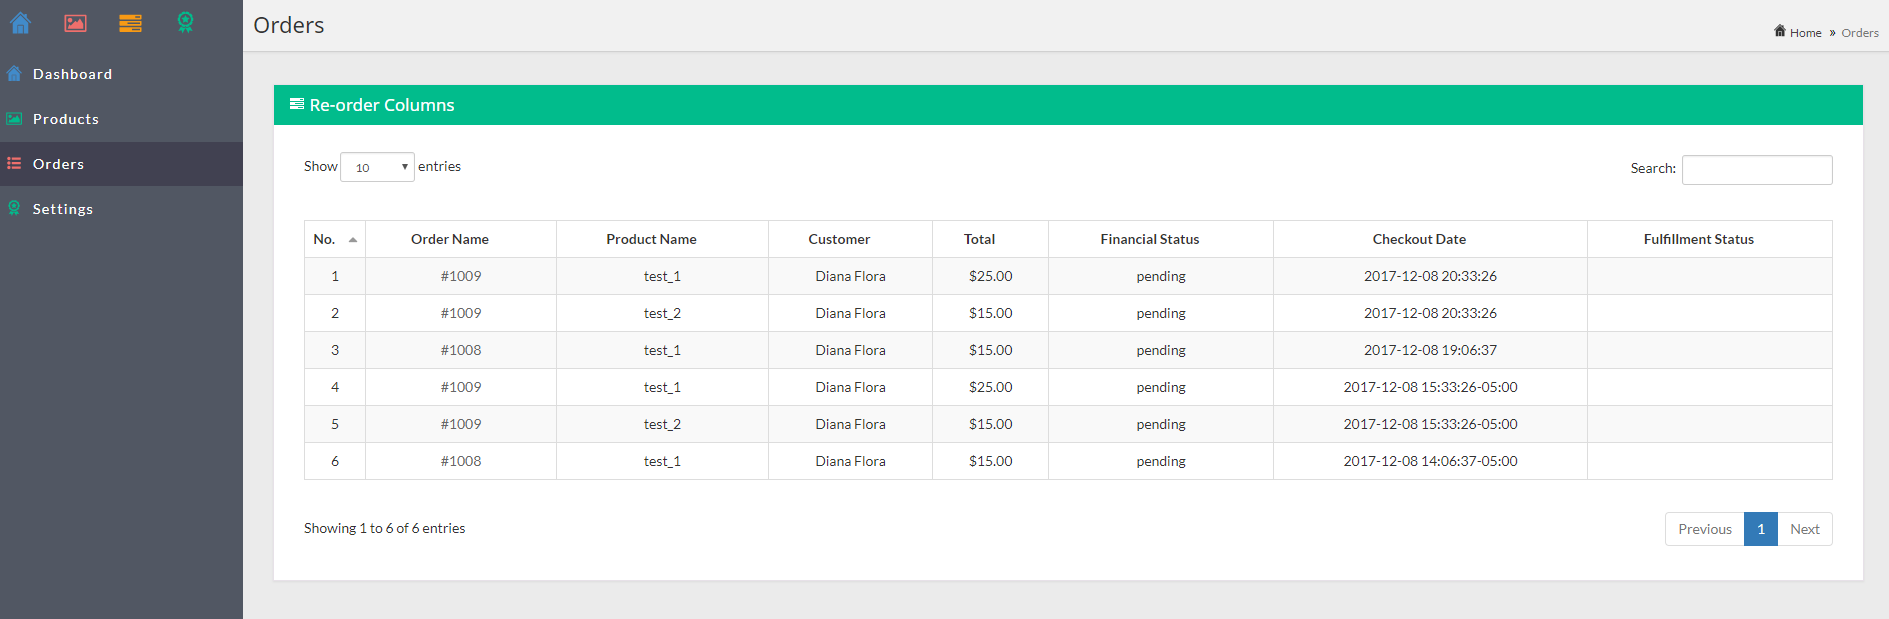 Orders
Home » Orders
Dashboard
Products
Orders
Settings
Re-order Columns
Show 10 entries
Search:
No. Order Name Product Name Customer Total Financial Status Checkout Date Fulfillment Status
1 #1009 test_1 Diana Flora $25.00 pending 2017-12-08 20:33:26
2 #1009 test_2 Diana Flora $15.00 pending 2017-12-08 20:33:26
3 #1008 test_1 Diana Flora $15.00 pending 2017-12-08 19:06:37
4 #1009 test_1 Diana Flora $25.00 pending 2017-12-08 15:33:26-05:00
5 #1009 test_2 Diana Flora $15.00 pending 2017-12-08 15:33:26-05:00
6 #1008 test_1 Diana Flora $15.00 pending 2017-12-08 14:06:37-05:00
Showing 1 to 6 of 6 entries
Previous 1 Next